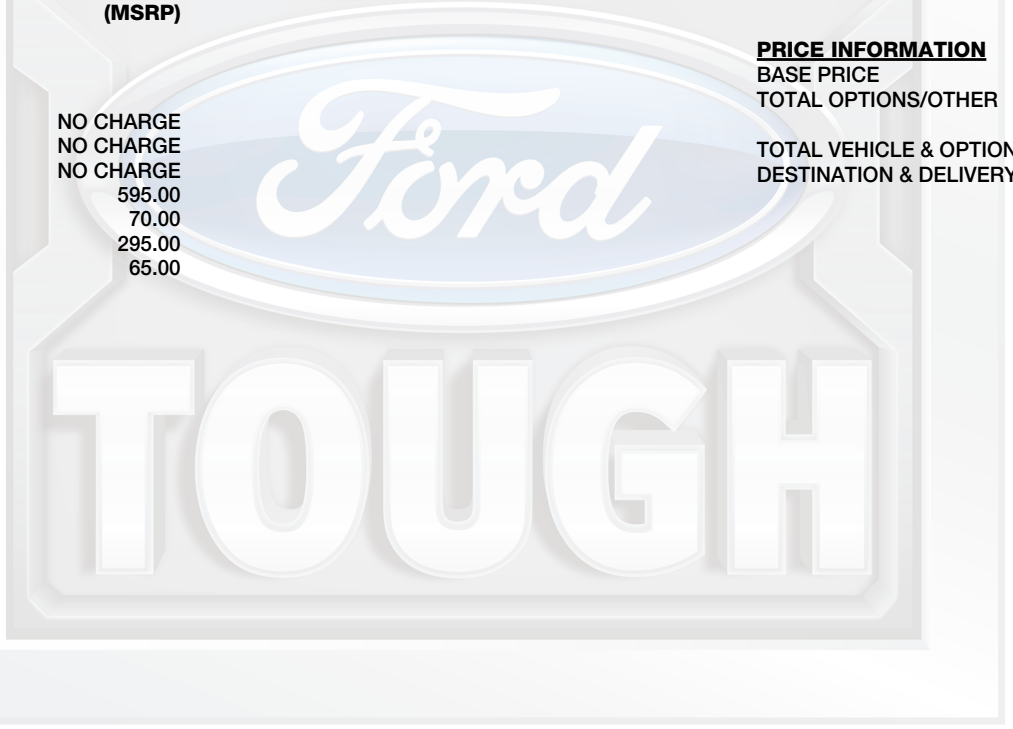 (MSRP)
NO CHARGE
NO CHARGE
NO CHARGE
595.00
70.00
295.00
65.00
PRICE INFORMATION
BASE PRICE
TOTAL OPTIONS/OTHER
TOTAL VEHICLE & OPTION
DESTINATION & DELIVERY
Ford
TOUGH